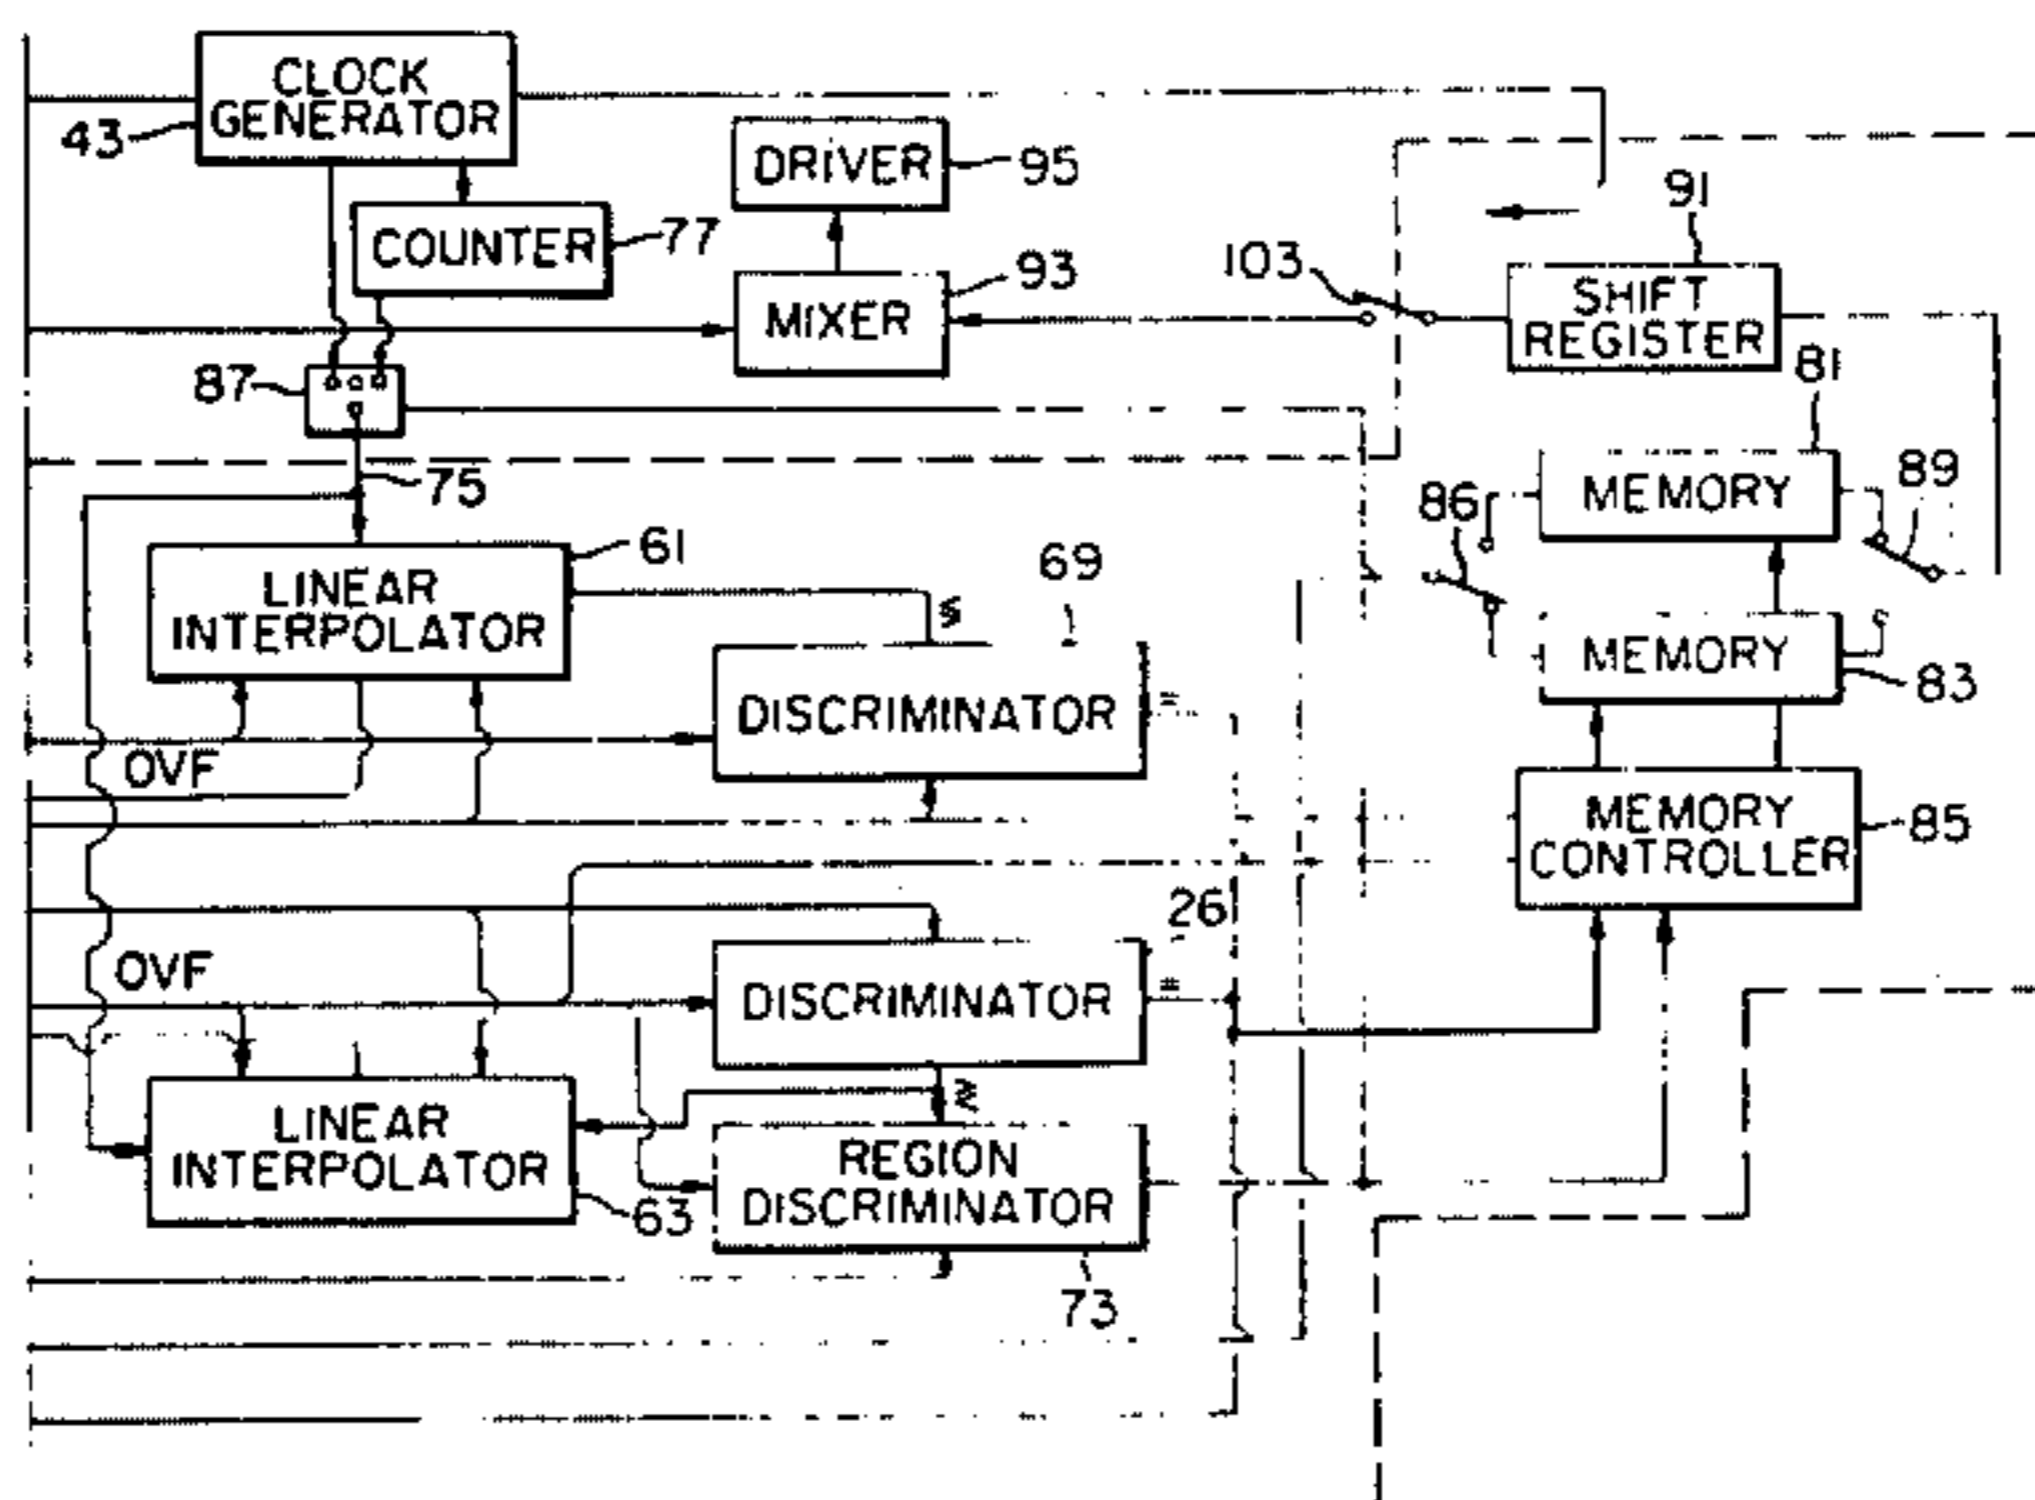 CLOCK
GENERATOR
43
DRIVER
95
COUNTER
77
91
103
SHIFT
REGISTER
MIXER
93
87
81
75
MEMORY
89
86
61
69
LINEAR
INTERPOLATOR
≦
MEMORY
83
DISCRIMINATOR
=
OVF
MEMORY
CONTROLLER
85
26
OVF
DISCRIMINATOR
=
≧
LINEAR
INTERPOLATOR
63
REGION
DISCRIMINATOR
73